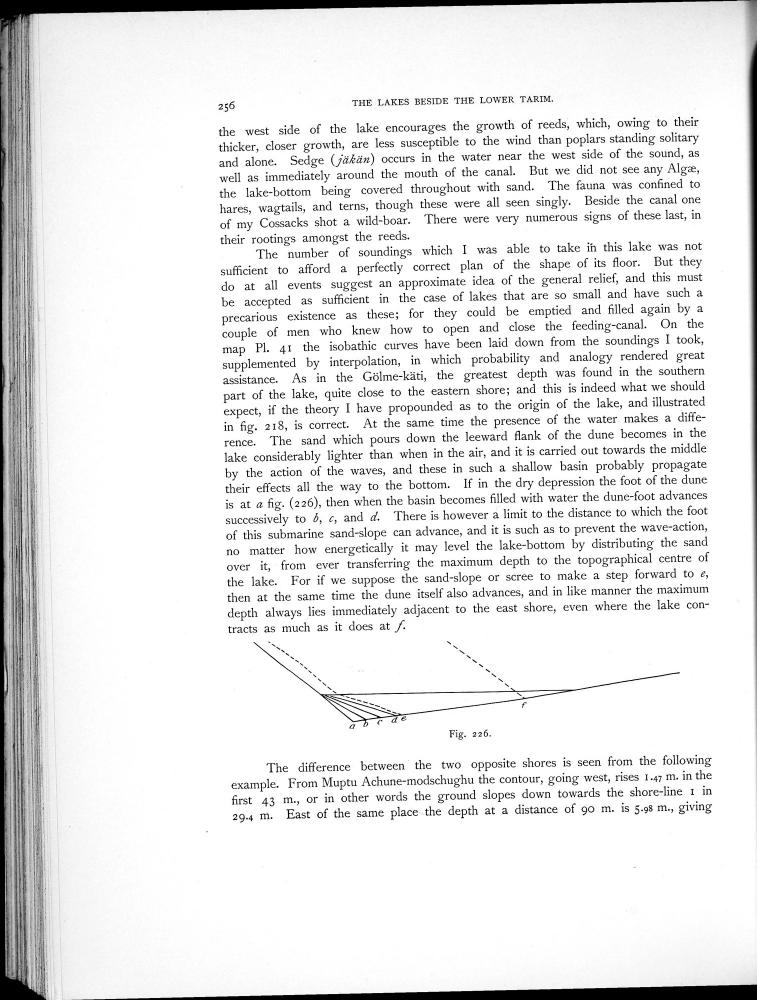 256
THE LAKES BESIDE THE LOWER TARIM.
the west side of the lake encourages the growth of reeds, which, owing to their
thicker, closer growth, are less susceptible to the wind than poplars standing solitary
and alone. Sedge (jäkän) occurs in the water near the west side of the sound, as
well as immediately around the mouth of the canal. But we did not see any Algæ,
the lake-bottom being covered throughout with sand. The fauna was confined to
hares, wagtails, and terns, though these were all seen singly. Beside the canal one
of my Cossacks shot a wild-boar. There were very numerous signs of these last, in
their rootings amongst the reeds.
The number of soundings which I was able to take in this lake was not
sufficient to afford a perfectly correct plan of the shape of its floor. But they
do at all events suggest an approximate idea of the general relief, and this must
be accepted as sufficient in the case of lakes that are so small and have such a
precarious existence as these; for they could be emptied and filled again by a
couple of men who knew how to open and close the feeding-canal. On the
map Pl. 41 the isobathic curves have been laid down from the soundings I took,
supplemented by interpolation, in which probability and analogy rendered great
assistance. As in the Gölme-käti, the greatest depth was found in the southern
part of the lake, quite close to the eastern shore; and this is indeed what we should
expect, if the theory I have propounded as to the origin of the lake, and illustrated
in fig. 218, is correct. At the same time the presence of the water makes a diffe-
rence. The sand which pours down the leeward flank of the dune becomes in the
lake considerably lighter than when in the air, and it is carried out towards the middle
by the action of the waves, and these in such a shallow basin probably propagate
their effects all the way to the bottom. If in the dry depression the foot of the dune
is at a fig. (226), then when the basin becomes filled with water the dune-foot advances
successively to b, c, and d. There is however a limit to the distance to which the foot
of this submarine sand-slope can advance, and it is such as to prevent the wave-action,
no matter how energetically it may level the lake-bottom by distributing the sand
over it, from ever transferring the maximum depth to the topographical centre of
the lake. For if we suppose the sand-slope or scree to make a step forward to e,
then at the same time the dune itself also advances, and in like manner the maximum
depth always lies immediately adjacent to the east shore, even where the lake con-
tracts as much as it does at f.
a b c d e f
Fig. 226.
The difference between the two opposite shores is seen from the following
example. From Muptu Achune-modschughu the contour, going west, rises 1.47 m. in the
first 43 m., or in other words the ground slopes down towards the shore-line 1 in
29.4 m. East of the same place the depth at a distance of 90 m. is 5.98 m., giving